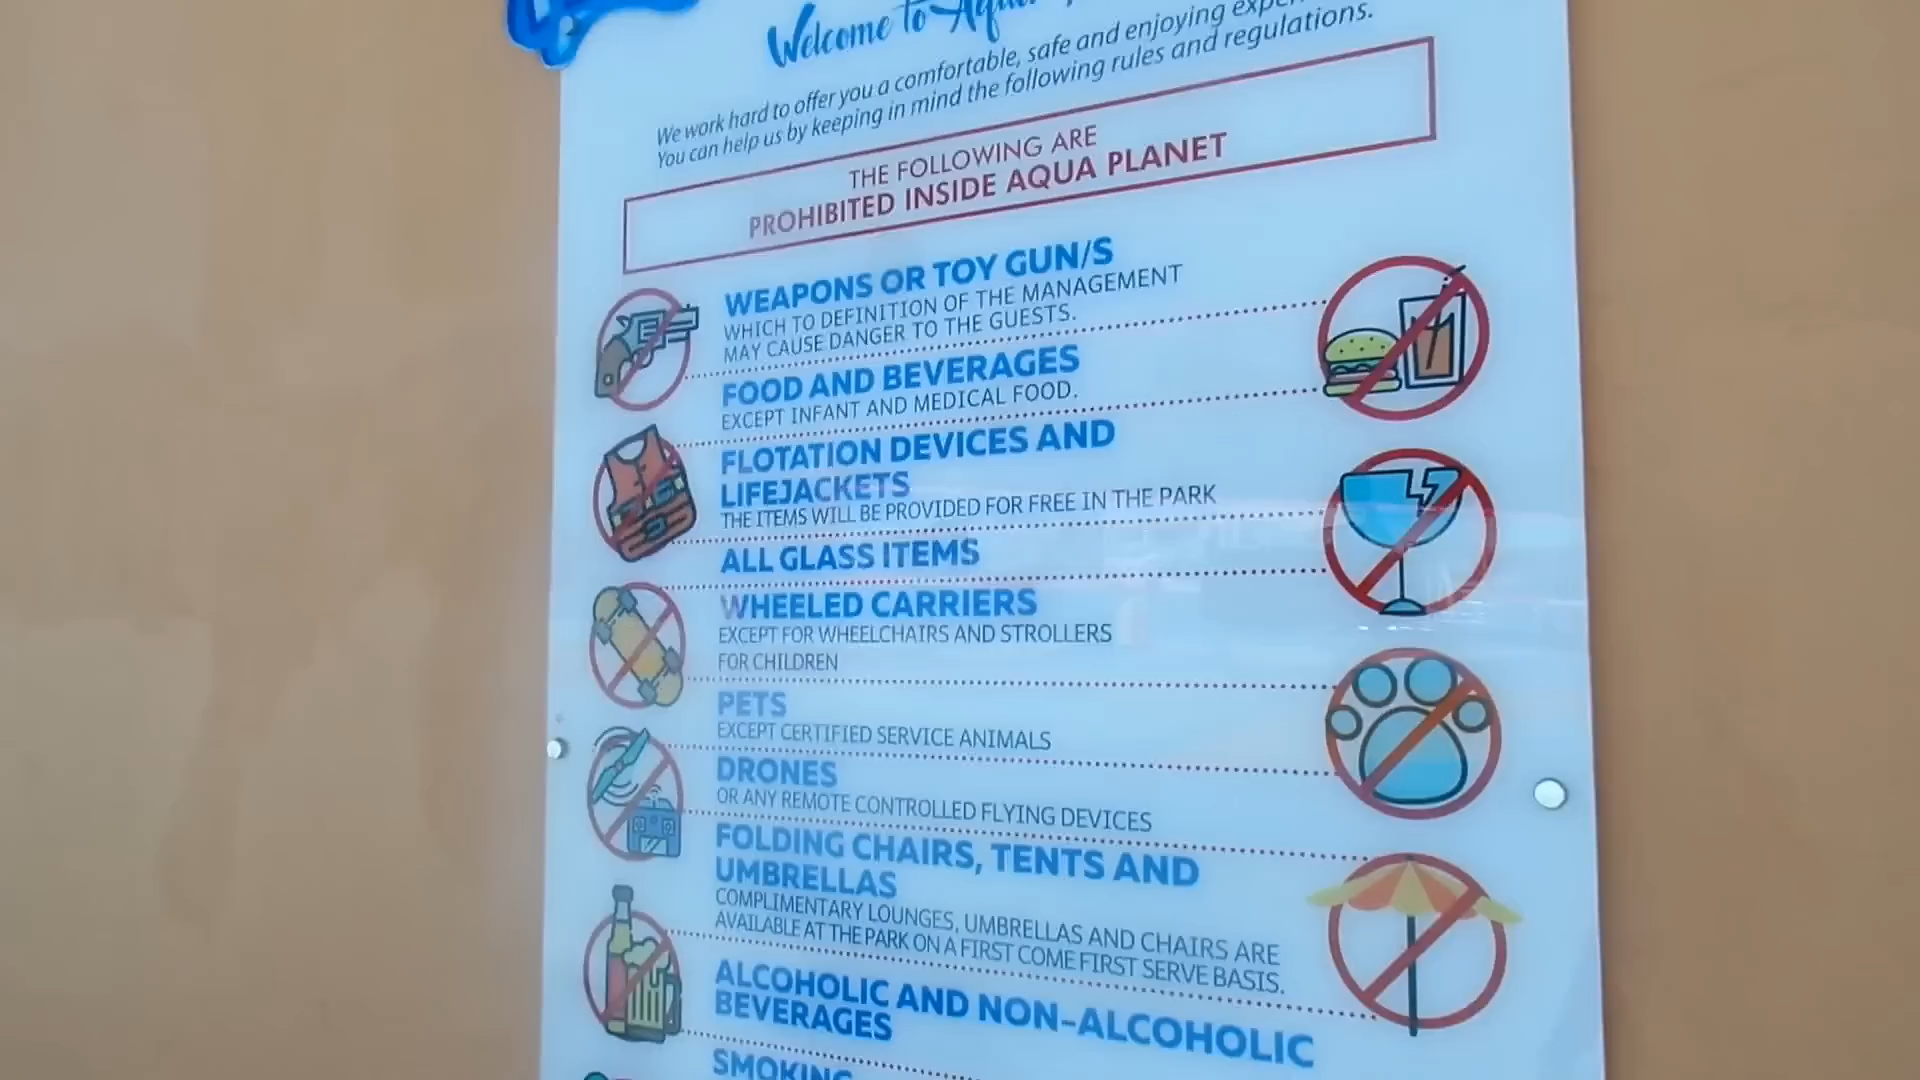 Welcome to
We work hard to offer you a comfortable, safe and enjoying
You can help us by keeping in mind the following rules and regulations.
THE FOLLOWING ARE
PROHIBITED INSIDE AQUA PLANET
WEAPONS OR TOY GUN/S
WHICH TO DEFINITION OF THE MANAGEMENT
MAY CAUSE DANGER TO THE GUESTS.
FOOD AND BEVERAGES
EXCEPT INFANT AND MEDICAL FOOD.
FLOTATION DEVICES AND
LIFEJACKETS
THE ITEMS WILL BE PROVIDED FOR FREE IN THE PARK
ALL GLASS ITEMS
WHEELED CARRIERS
EXCEPT FOR WHEELCHAIRS AND STROLLERS
FOR CHILDREN
PETS
EXCEPT CERTIFIED SERVICE ANIMALS
DRONES
OR ANY REMOTE CONTROLLED FLYING DEVICES
FOLDING CHAIRS, TENTS AND
UMBRELLAS
COMPLIMENTARY LOUNGES, UMBRELLAS AND CHAIRS ARE
AVAILABLE AT THE PARK ON A FIRST COME FIRST SERVE BASIS.
ALCOHOLIC AND NON-ALCOHOLIC
BEVERAGES
SMOKING